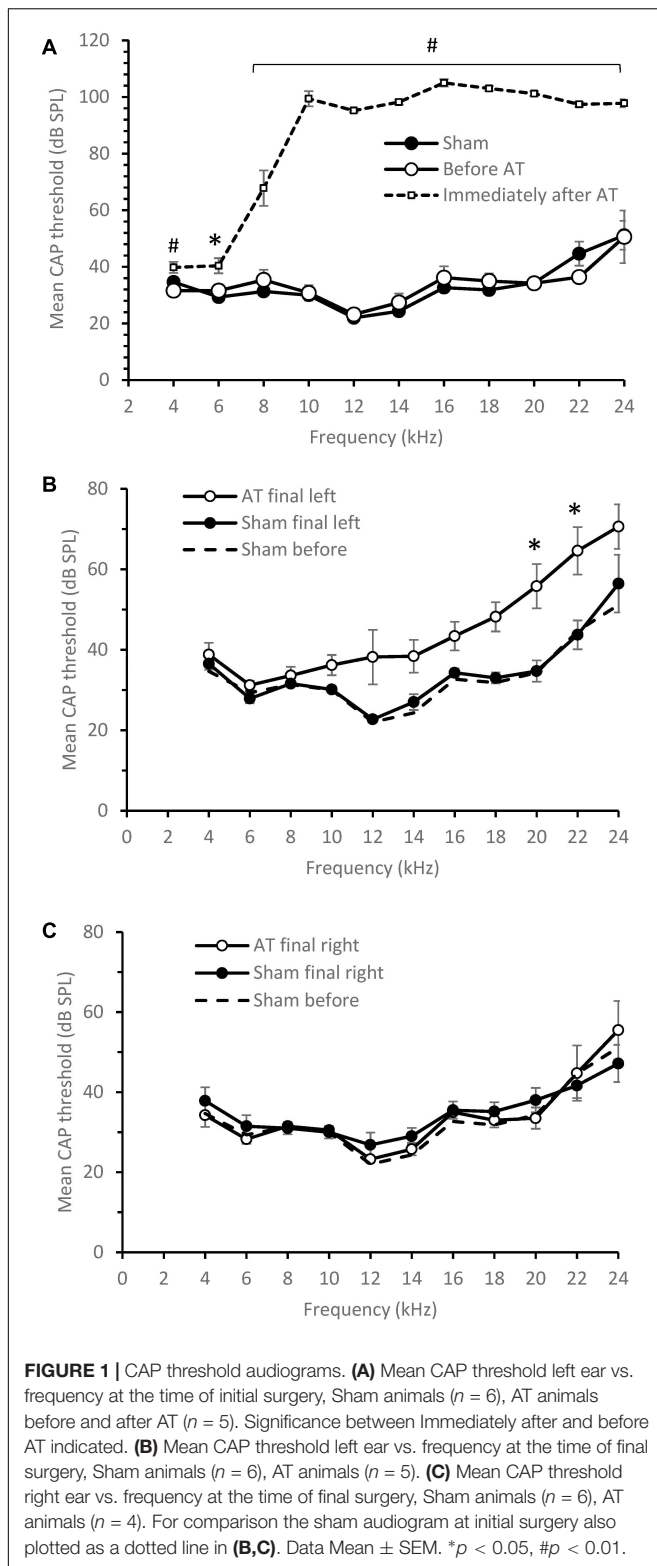 A
#
120
100
80
60
40
20
0
Mean CAP threshold (dB SPL)
Sham
Before AT
Immediately after AT
#
*
2 4 6 8 10 12 14 16 18 20 22 24
Frequency (kHz)
B
80
60
40
20
0
Mean CAP threshold (dB SPL)
AT final left
Sham final left
Sham before
*
*
0 2 4 6 8 10 12 14 16 18 20 22 24
Frequency (kHz)
C
80
60
40
20
0
Mean CAP threshold (dB SPL)
AT final right
Sham final right
Sham before
0 2 4 6 8 10 12 14 16 18 20 22 24
Frequency (kHz)
FIGURE 1 | CAP threshold audiograms. (A) Mean CAP threshold left ear vs.
frequency at the time of initial surgery, Sham animals (n = 6), AT animals
before and after AT (n = 5). Significance between Immediately after and before
AT indicated. (B) Mean CAP threshold left ear vs. frequency at the time of final
surgery, Sham animals (n = 6), AT animals (n = 5). (C) Mean CAP threshold
right ear vs. frequency at the time of final surgery, Sham animals (n = 6), AT
animals (n = 4). For comparison the sham audiogram at initial surgery also
plotted as a dotted line in (B,C). Data Mean ± SEM. *p < 0.05, #p < 0.01.